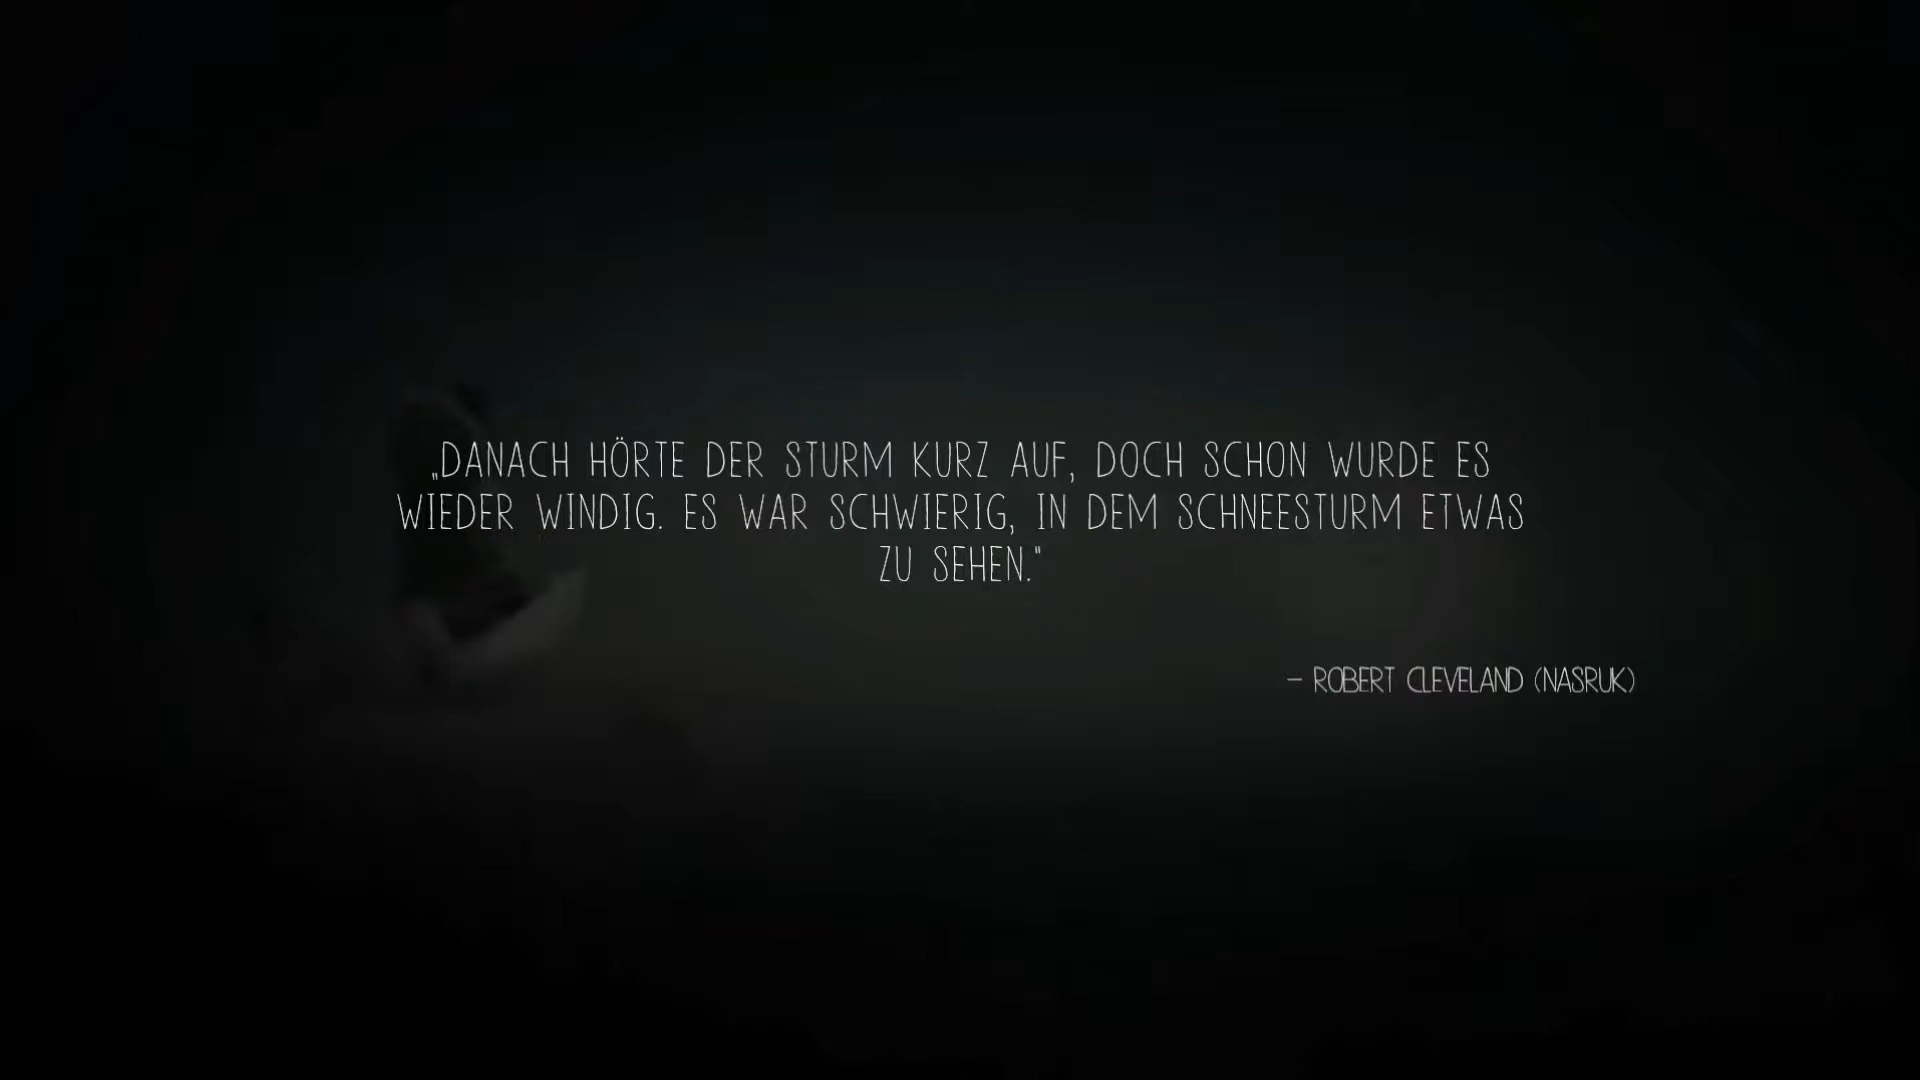 „DANACH HÖRTE DER STURM KURZ AUF, DOCH SCHON WURDE ES
WIEDER WINDIG. ES WAR SCHWIERIG, IN DEM SCHNEESTURM ETWAS
ZU SEHEN."
– ROBERT CLEVELAND (NASRUK)